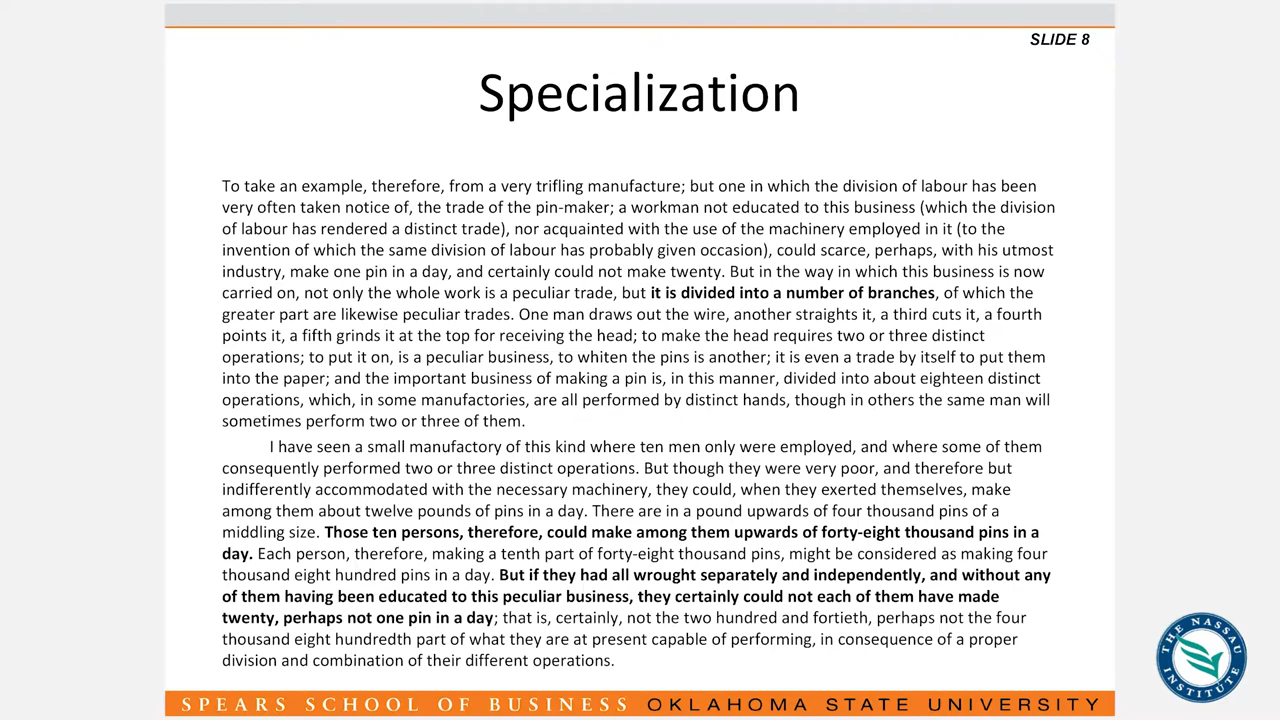 SLIDE 8
Specialization
To take an example, therefore, from a very trifling manufacture; but one in which the division of labour has been
very often taken notice of, the trade of the pin-maker; a workman not educated to this business (which the division
of labour has rendered a distinct trade), nor acquainted with the use of the machinery employed in it (to the
invention of which the same division of labour has probably given occasion), could scarce, perhaps, with his utmost
industry, make one pin in a day, and certainly could not make twenty. But in the way in which this business is now
carried on, not only the whole work is a peculiar trade, but it is divided into a number of branches, of which the
greater part are likewise peculiar trades. One man draws out the wire, another straights it, a third cuts it, a fourth
points it, a fifth grinds it at the top for receiving the head; to make the head requires two or three distinct
operations; to put it on, is a peculiar business, to whiten the pins is another; it is even a trade by itself to put them
into the paper; and the important business of making a pin is, in this manner, divided into about eighteen distinct
operations, which, in some manufactories, are all performed by distinct hands, though in others the same man will
sometimes perform two or three of them.
I have seen a small manufactory of this kind where ten men only were employed, and where some of them
consequently performed two or three distinct operations. But though they were very poor, and therefore but
indifferently accommodated with the necessary machinery, they could, when they exerted themselves, make
among them about twelve pounds of pins in a day. There are in a pound upwards of four thousand pins of a
middling size. Those ten persons, therefore, could make among them upwards of forty-eight thousand pins in a
day. Each person, therefore, making a tenth part of forty-eight thousand pins, might be considered as making four
thousand eight hundred pins in a day. But if they had all wrought separately and independently, and without any
of them having been educated to this peculiar business, they certainly could not each of them have made
twenty, perhaps not one pin in a day; that is, certainly, not the two hundred and fortieth, perhaps not the four
thousand eight hundredth part of what they are at present capable of performing, in consequence of a proper
division and combination of their different operations.
THE NASSAU
INSTITUTE
SPEARS SCHOOL OF BUSINESS OKLAHOMA STATE UNIVERSITY